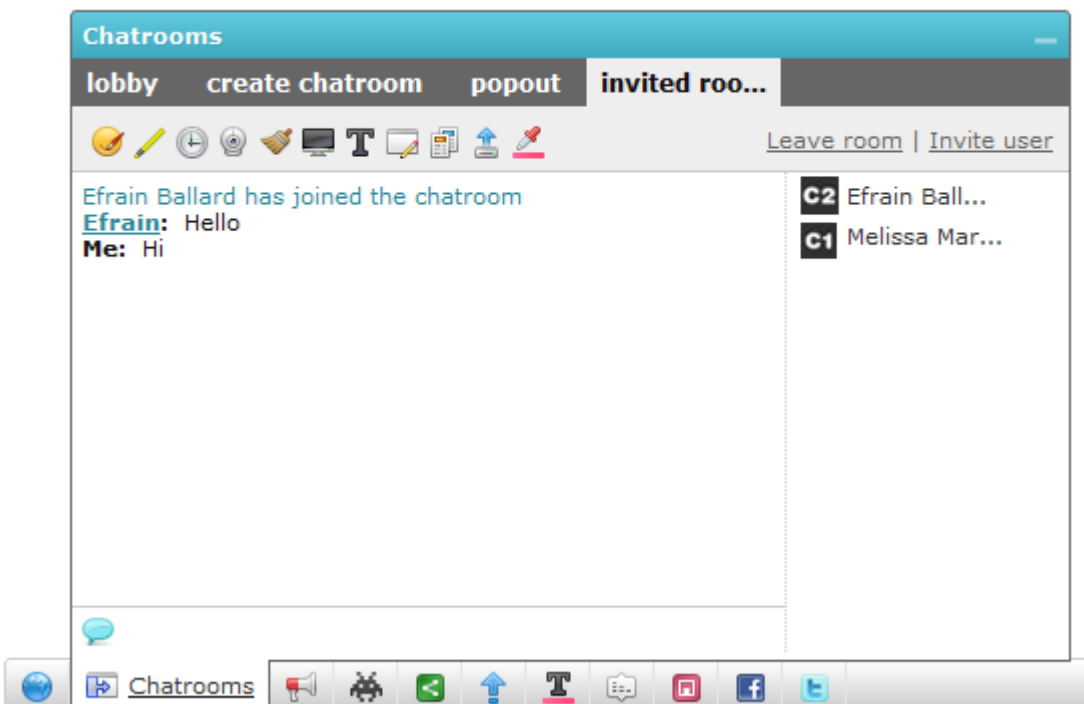 Chatrooms
lobby create chatroom popout invited roo...
Leave room | Invite user
Efrain Ballard has joined the chatroom
Efrain: Hello
Me: Hi
C2 Efrain Ball...
C1 Melissa Mar...
Chatrooms